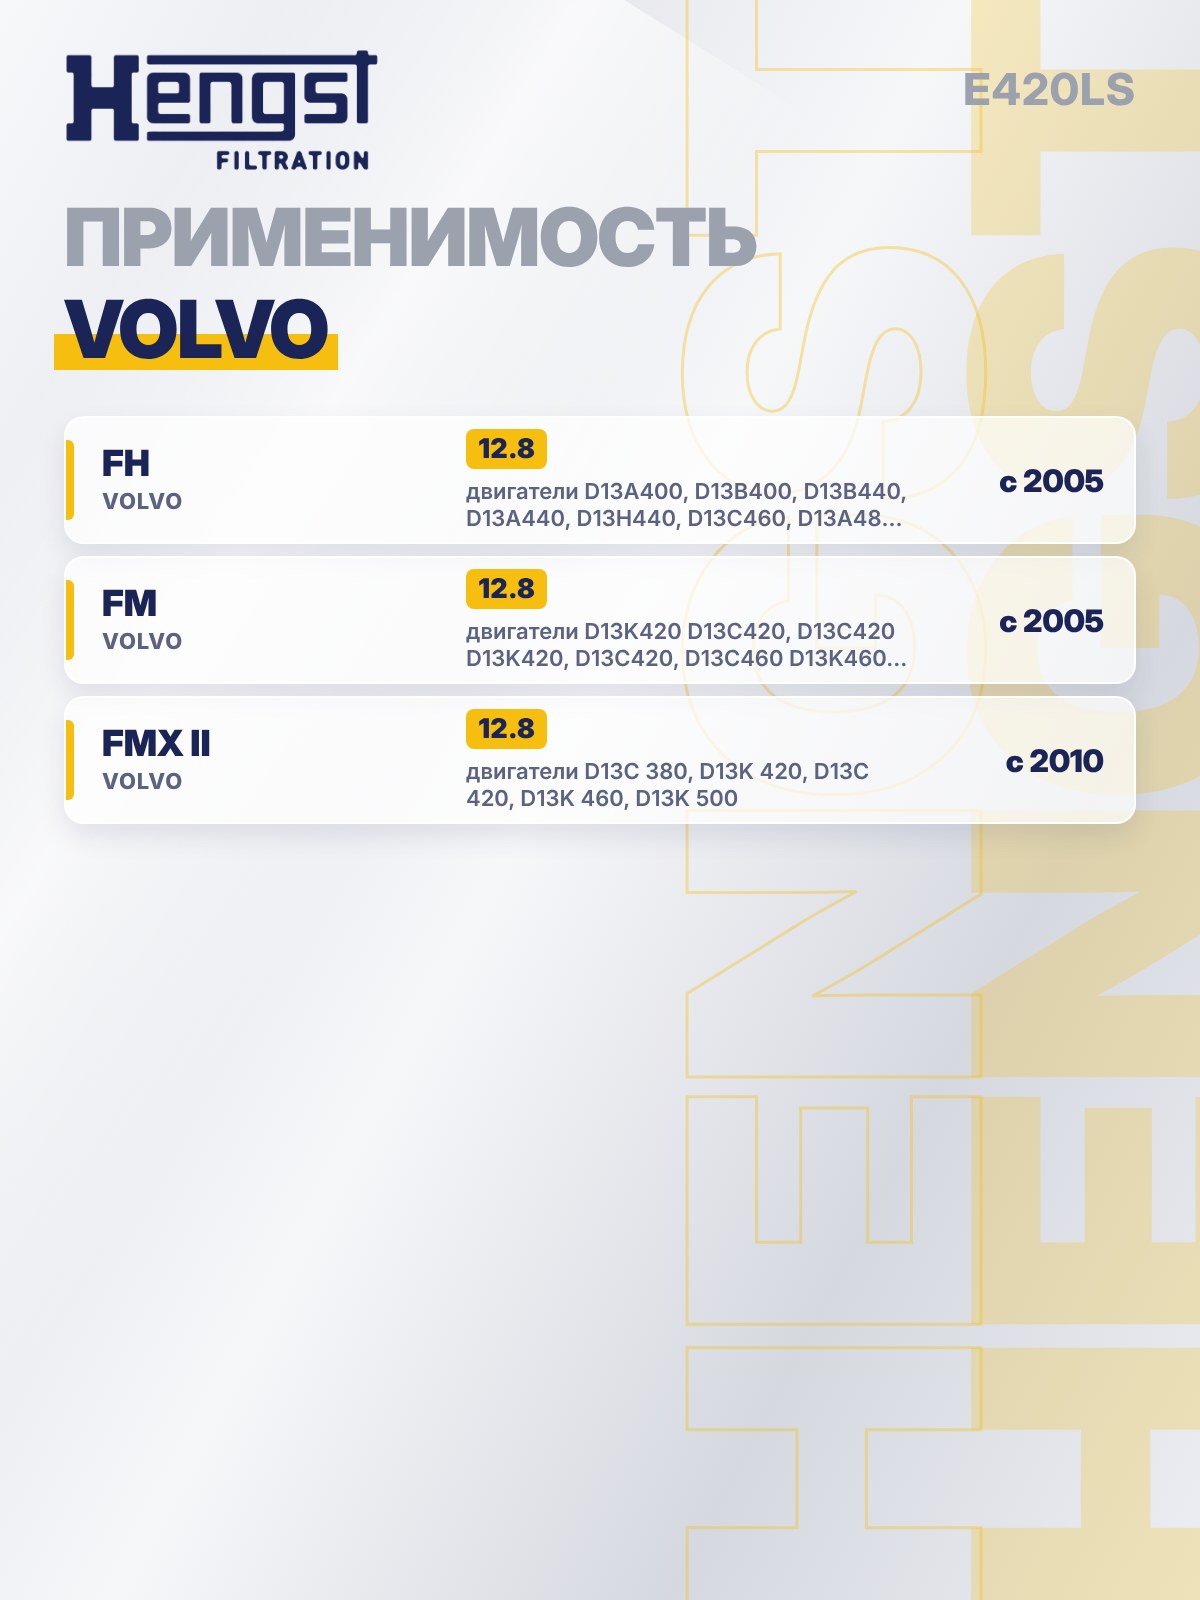 Hengst
FILTRATION
E420LS
ПРИМЕНИМОСТЬ
VOLVO
FH
VOLVO
12.8
двигатели D13A400, D13B400, D13B440,
D13A440, D13H440, D13C460, D13A48...
с 2005
FM
VOLVO
12.8
двигатели D13K420 D13C420, D13C420
D13K420, D13C420, D13C460 D13K460...
с 2005
FMX II
VOLVO
12.8
двигатели D13C 380, D13K 420, D13C
420, D13K 460, D13K 500
с 2010
HENGST
HENGST